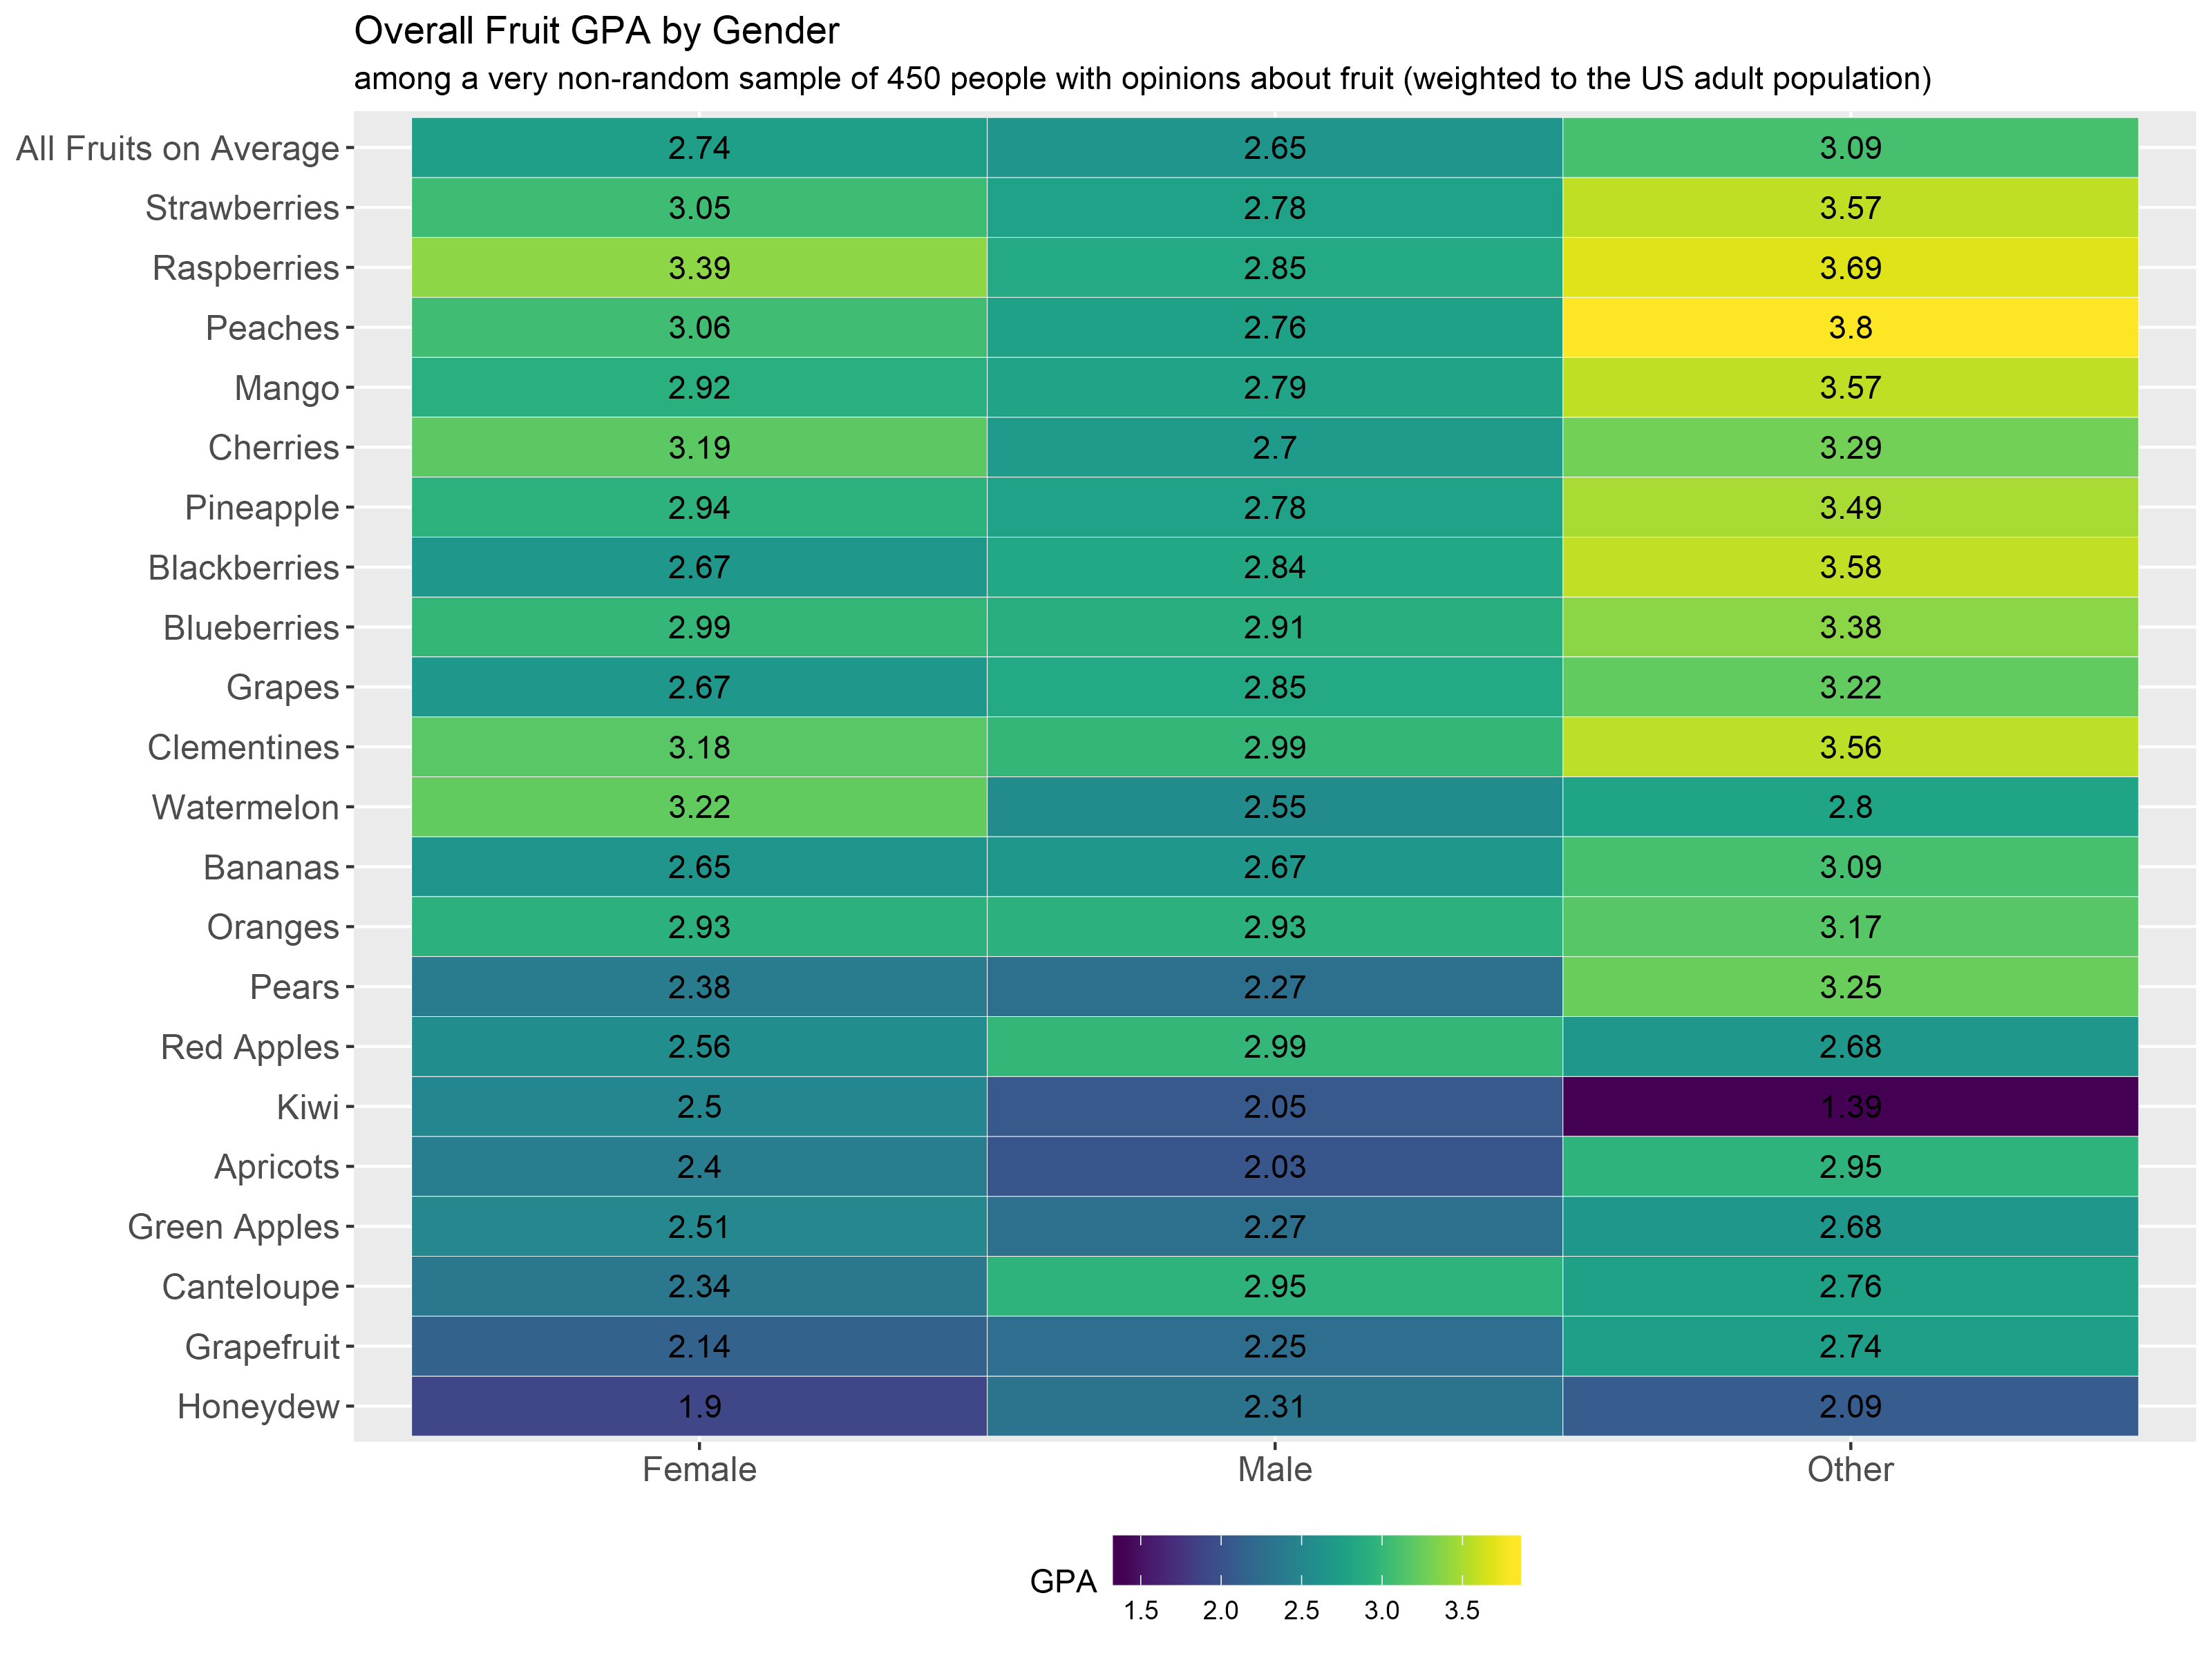 Overall Fruit GPA by Gender
among a very non-random sample of 450 people with opinions about fruit (weighted to the US adult population)
All Fruits on Average 2.74 2.65 3.09
Strawberries 3.05 2.78 3.57
Raspberries 3.39 2.85 3.69
Peaches 3.06 2.76 3.8
Mango 2.92 2.79 3.57
Cherries 3.19 2.7 3.29
Pineapple 2.94 2.78 3.49
Blackberries 2.67 2.84 3.58
Blueberries 2.99 2.91 3.38
Grapes 2.67 2.85 3.22
Clementines 3.18 2.99 3.56
Watermelon 3.22 2.55 2.8
Bananas 2.65 2.67 3.09
Oranges 2.93 2.93 3.17
Pears 2.38 2.27 3.25
Red Apples 2.56 2.99 2.68
Kiwi 2.5 2.05 1.39
Apricots 2.4 2.03 2.95
Green Apples 2.51 2.27 2.68
Canteloupe 2.34 2.95 2.76
Grapefruit 2.14 2.25 2.74
Honeydew 1.9 2.31 2.09
Female Male Other
GPA
1.5 2.0 2.5 3.0 3.5